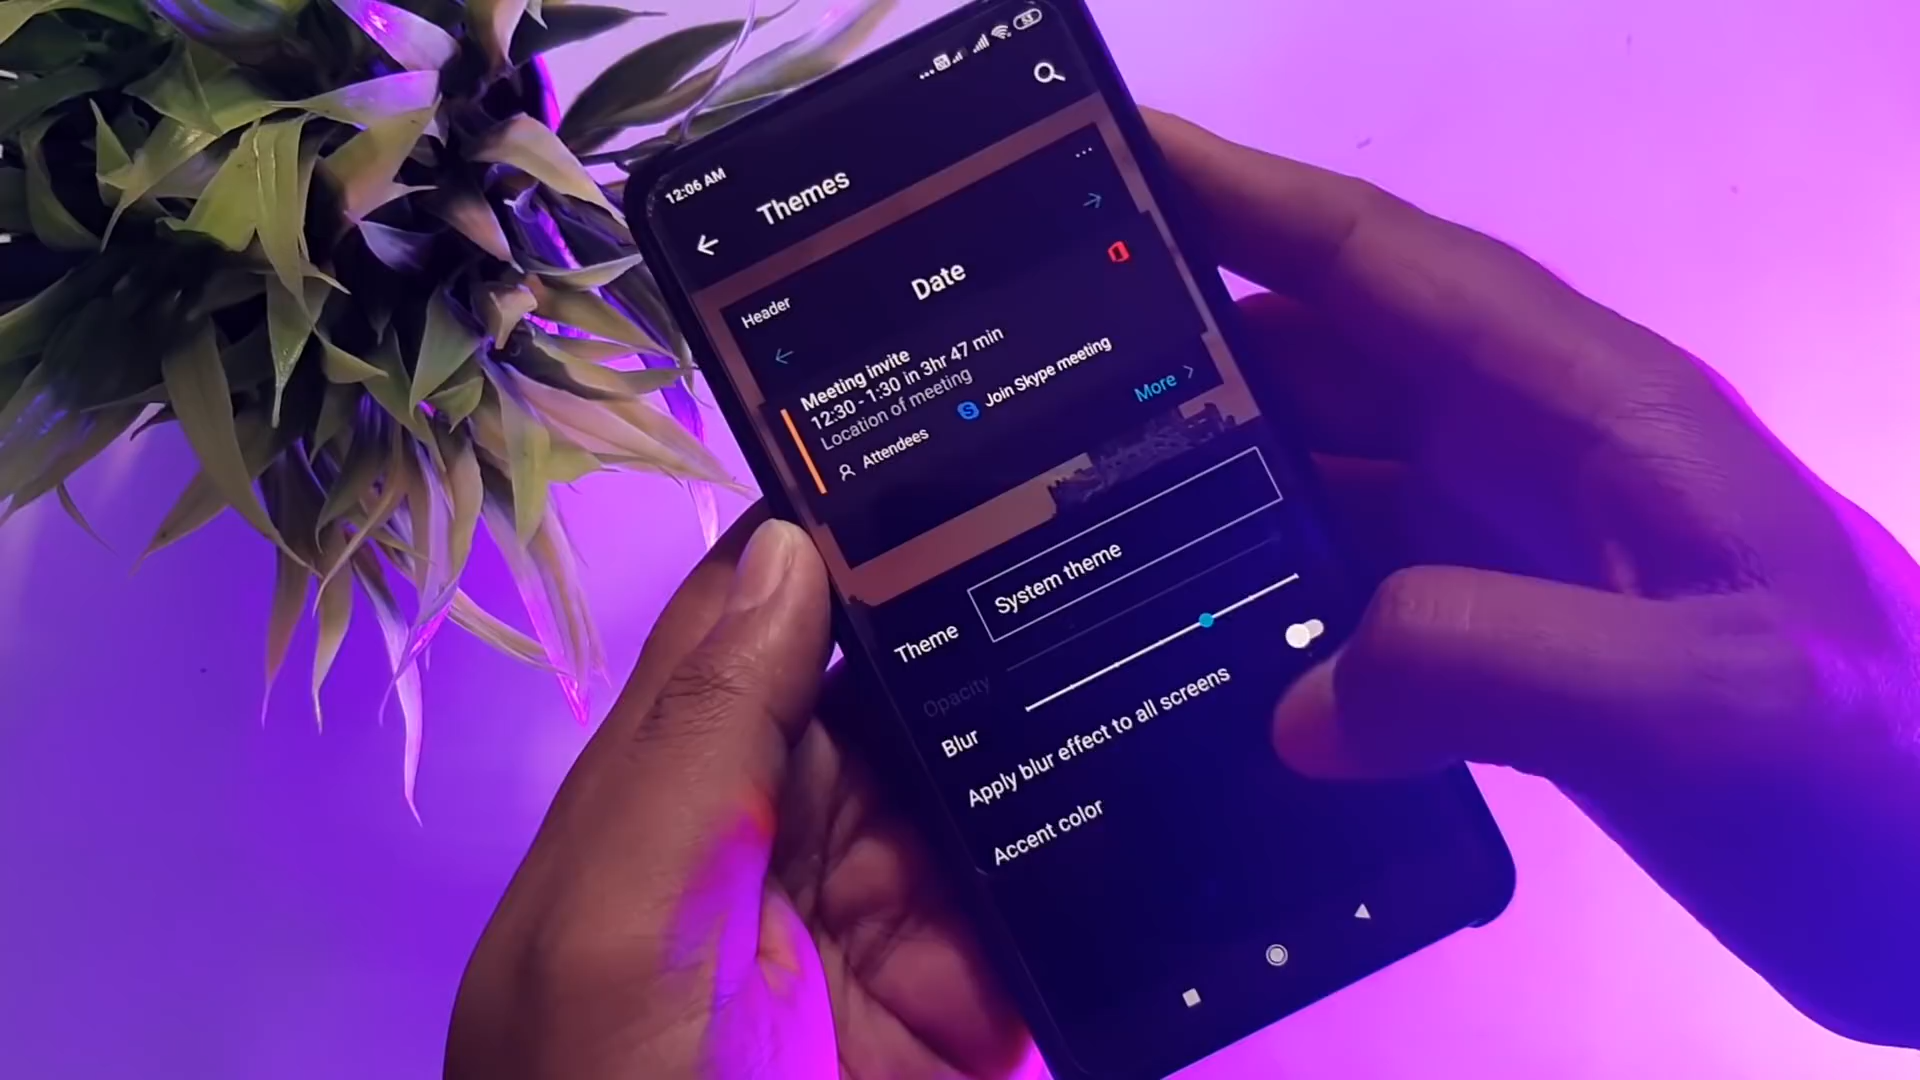 12:06 AM
53
Themes
Header
Date
Meeting invite
12:30 - 1:30 in 3hr 47 min
Location of meeting
Attendees
Join Skype meeting
More
Theme
System theme
Opacity
Blur
Apply blur effect to all screens
Accent color